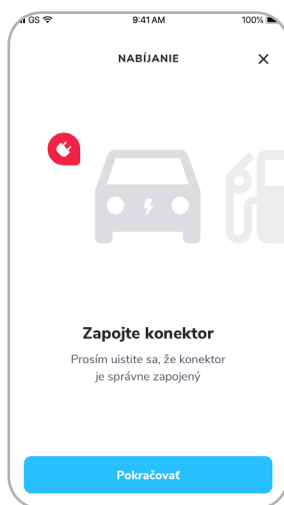 GS 9:41 AM 100%
NABÍJANIE
Zapojte konektor
Prosím uistite sa, že konektor
je správne zapojený
Pokračovať